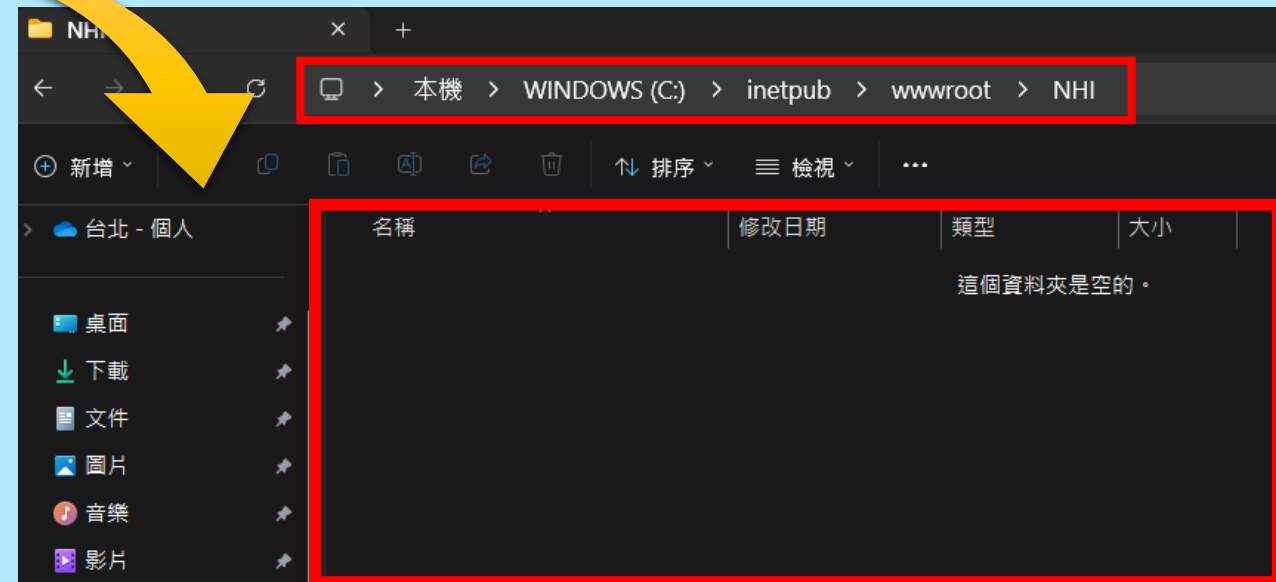 NHI
本機 > WINDOWS (C:) > inetpub > wwwroot > NHI
新增 排序 檢視 •••
台北 - 個人
名稱 修改日期 類型 大小
這個資料夾是空的。
桌面
下載
文件
圖片
音樂
影片